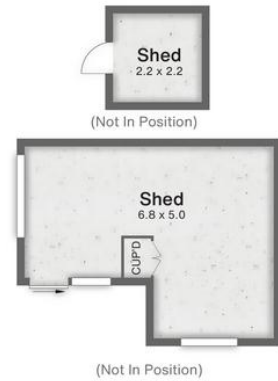 Shed
2.2 x 2.2
(Not In Position)
Shed
6.8 x 5.0
CUP'D
(Not In Position)